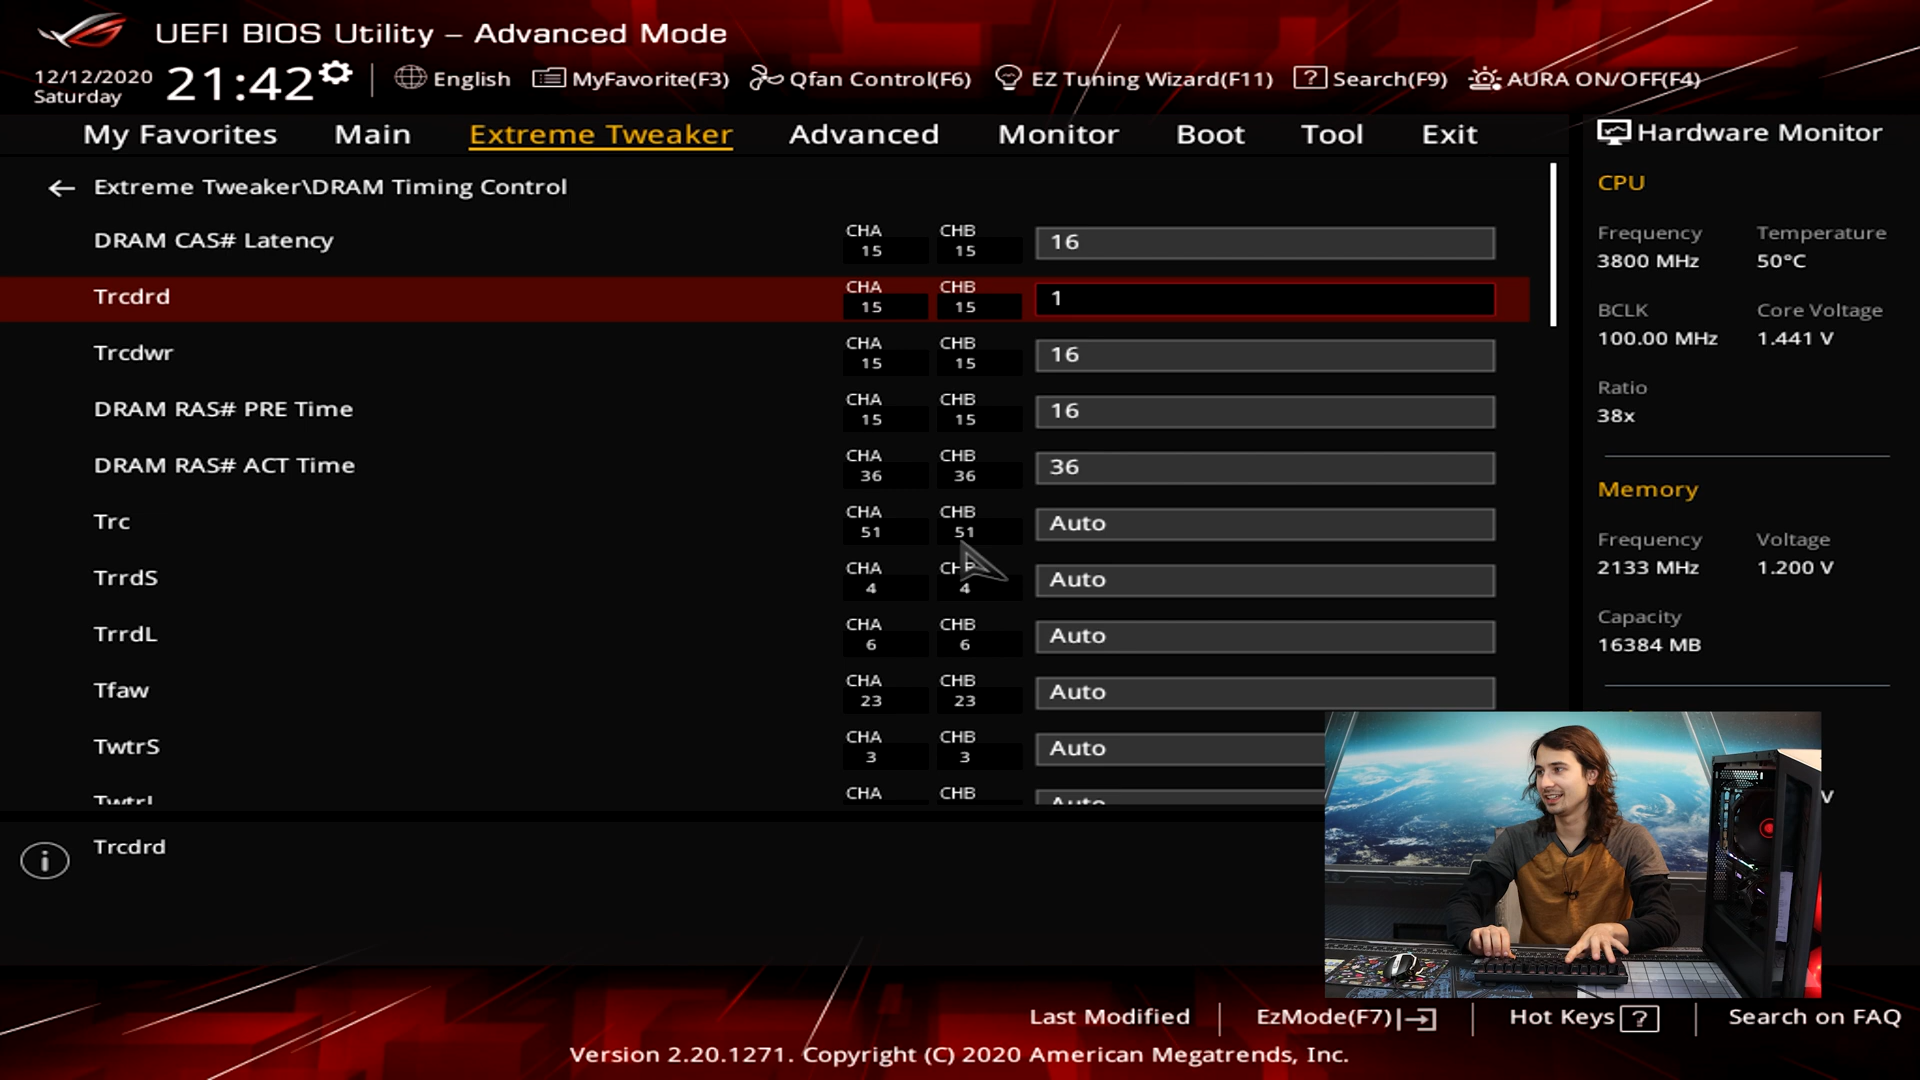 UEFI BIOS Utility – Advanced Mode
12/12/2020
Saturday
21:42
English
MyFavorite(F3)
Qfan Control(F6)
EZ Tuning Wizard(F11)
? Search(F9)
AURA ON/OFF(F4)
My Favorites
Main
Extreme Tweaker
Advanced
Monitor
Boot
Tool
Exit
Extreme Tweaker\DRAM Timing Control
DRAM CAS# Latency
CHA CHB
15 15
16
Trcdrd
CHA CHB
15 15
1
Trcdwr
CHA CHB
15 15
16
DRAM RAS# PRE Time
CHA CHB
15 15
16
DRAM RAS# ACT Time
CHA CHB
36 36
36
Trc
CHA CHB
51 51
Auto
TrrdS
CHA
4 4
Auto
TrrdL
CHA CHB
6 6
Auto
Tfaw
CHA CHB
23 23
Auto
TwtrS
CHA CHB
3 3
Auto
TwtrL
CHA CHB
Auto
i
Trcdrd
Hardware Monitor
CPU
Frequency Temperature
3800 MHz 50°C
BCLK Core Voltage
100.00 MHz 1.441 V
Ratio
38x
Memory
Frequency Voltage
2133 MHz 1.200 V
Capacity
16384 MB
V
Last Modified
EzMode(F7)
Hot Keys ?
Search on FAQ
Version 2.20.1271. Copyright (C) 2020 American Megatrends, Inc.